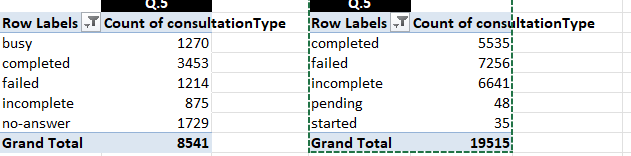 Q.5 Q.5
Row Labels Count of consultationType Row Labels Count of consultationType
busy 1270 completed 5535
completed 3453 failed 7256
failed 1214 incomplete 6641
incomplete 875 pending 48
no-answer 1729 started 35
Grand Total 8541 Grand Total 19515